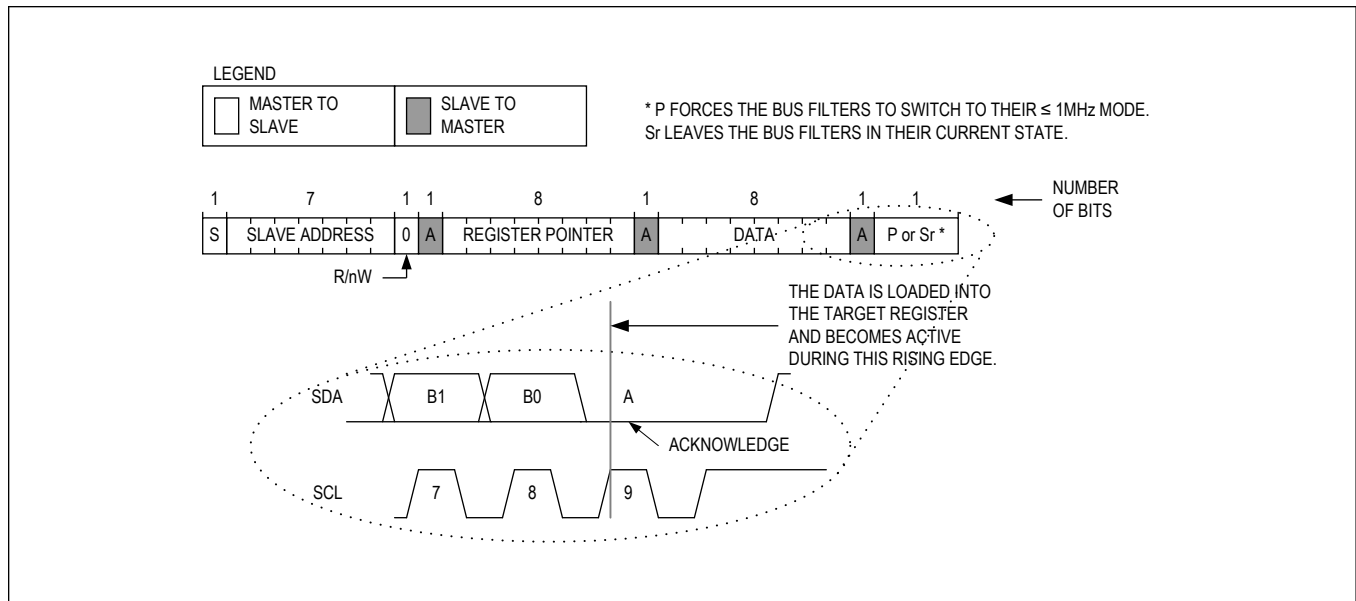 LEGEND
MASTER TO
SLAVE
SLAVE TO
MASTER
* P FORCES THE BUS FILTERS TO SWITCH TO THEIR ≤ 1MHz MODE.
Sr LEAVES THE BUS FILTERS IN THEIR CURRENT STATE.
1 7 1 1 8 1 8 1 1
NUMBER
OF BITS
S SLAVE ADDRESS 0 A REGISTER POINTER A DATA A P or Sr *
R/nW
THE DATA IS LOADED INTO
THE TARGET REGISTER
AND BECOMES ACTIVE
DURING THIS RISING EDGE.
SDA B1 B0 A
ACKNOWLEDGE
SCL 7 8 9